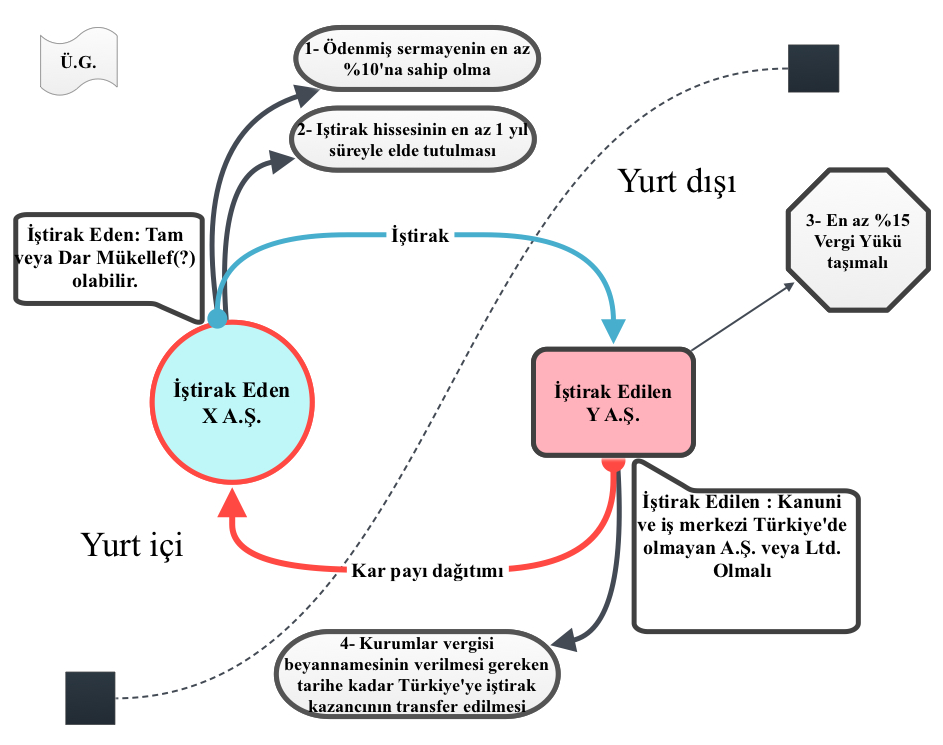 Ü.G.
1- Ödenmiş sermayenin en az
%10'na sahip olma
2- Iştirak hissesinin en az 1 yıl
süreyle elde tutulması
Yurt dışı
3- En az %15
Vergi Yükü
taşımalı
İştirak Eden: Tam
veya Dar Mükellef(?)
olabilir.
İştirak
İştirak Eden
X A.Ş.
İştirak Edilen
Y A.Ş.
İştirak Edilen : Kanuni
ve iş merkezi Türkiye'de
olmayan A.Ş. veya Ltd.
Olmalı
Yurt içi
Kar payı dağıtımı
4- Kurumlar vergisi
beyannamesinin verilmesi gereken
tarihe kadar Türkiye'ye iştirak
kazancının transfer edilmesi